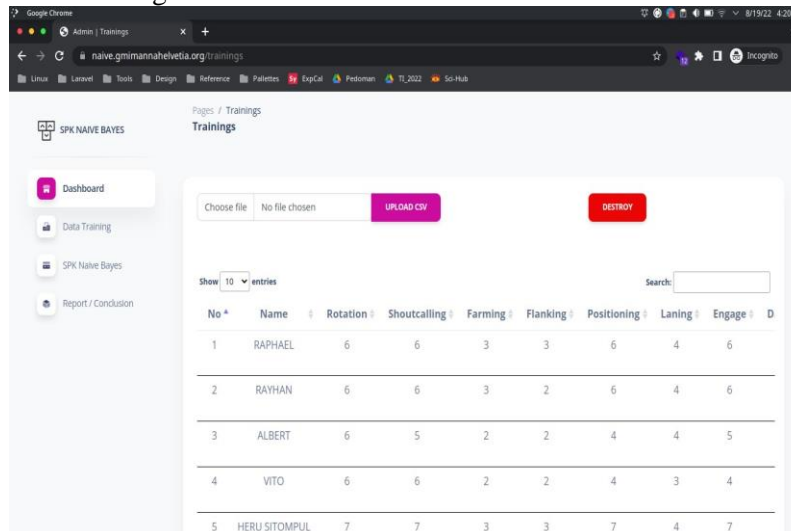 Google Chrome
8/19/22 4:20
Admin | Trainings
naive.gmimannahelvetia.org/trainings
12
Incognito
Linux Laravel Tools Design Reference Pallettes Sy ExpCal Pedoman TI_2022 Sci-Hub
SPK NAIVE BAYES
Pages / Trainings
Trainings
Dashboard
Data Training
SPK Naive Bayes
Report / Conclusion
Choose file No file chosen UPLOAD CSV DESTROY
Show 10 entries Search:
No Name Rotation Shoutcalling Farming Flanking Positioning Laning Engage D
1 RAPHAEL 6 6 3 3 6 4 6
2 RAYHAN 6 6 3 2 6 4 6
3 ALBERT 6 5 2 2 4 4 5
4 VITO 6 6 2 2 4 3 4
5 HERU SITOMPUL 7 7 3 3 7 4 7